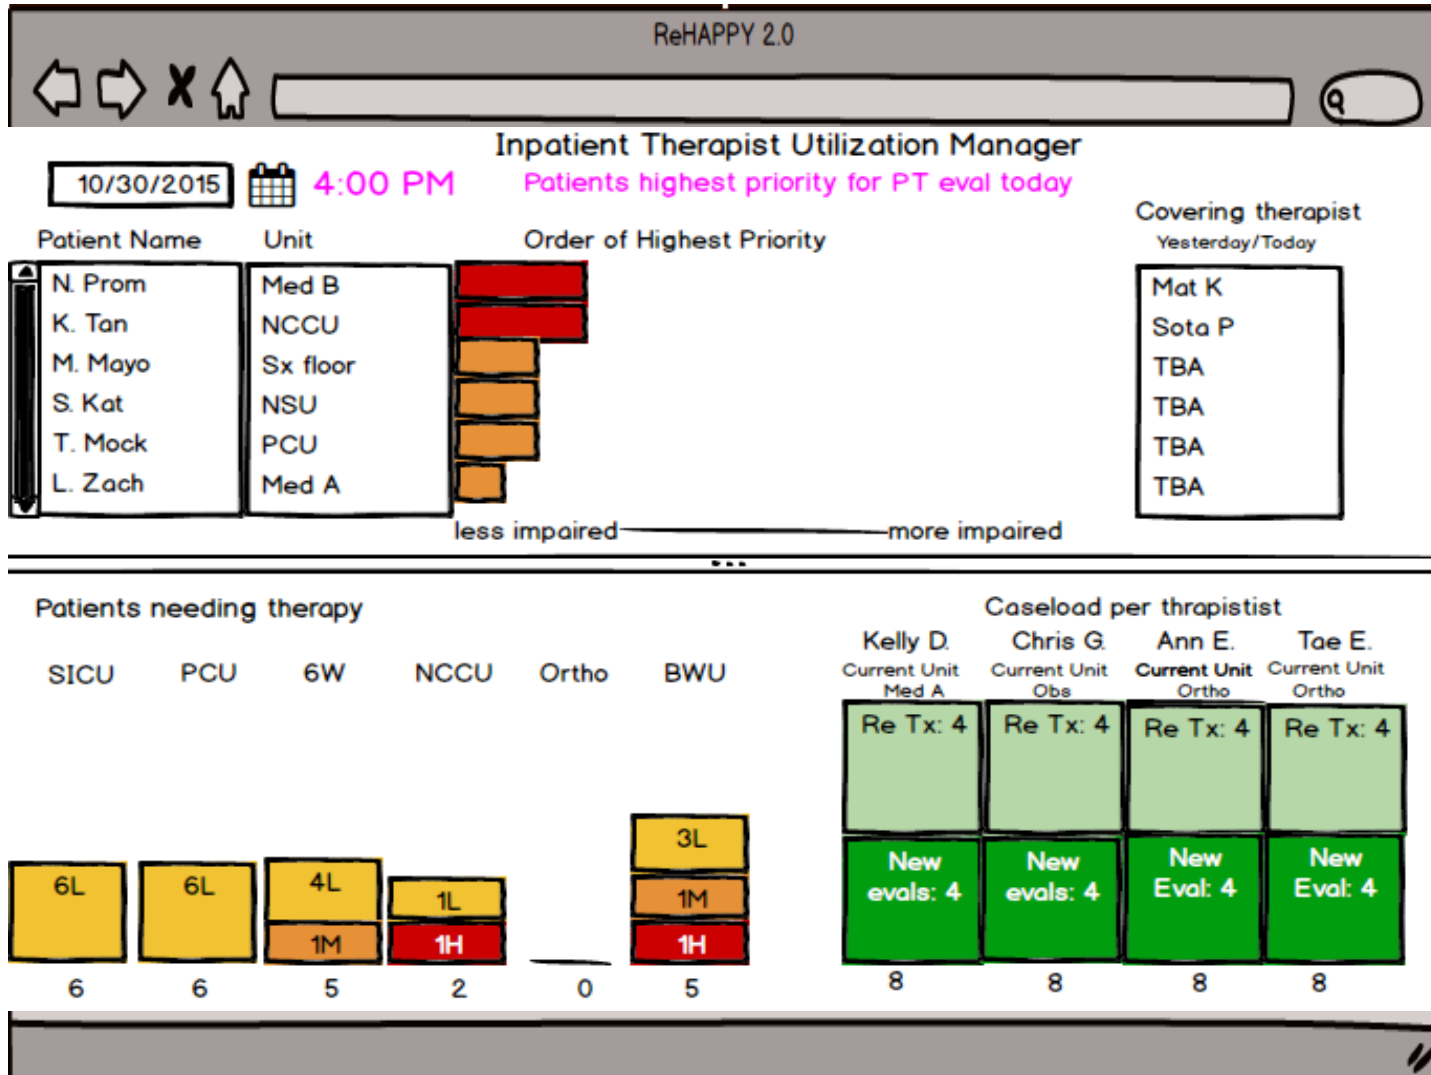 ReHAPPY 2.0
Inpatient Therapist Utilization Manager
10/30/2015 4:00 PM Patients highest priority for PT eval today
Covering therapist
Yesterday/Today
Patient Name Unit Order of Highest Priority
N. Prom Med B Mat K
K. Tan NCCU Sota P
M. Mayo Sx floor TBA
S. Kat NSU TBA
T. Mock PCU TBA
L. Zach Med A TBA
less impaired more impaired
...
Patients needing therapy
SICU PCU 6W NCCU Ortho BWU
6L 6L 4L 1L 3L
1M 1H 1M
1H
6 6 5 2 0 5
Caseload per thrapistist
Kelly D. Chris G. Ann E. Tae E.
Current Unit Current Unit Current Unit Current Unit
Med A Obs Ortho Ortho
Re Tx: 4 Re Tx: 4 Re Tx: 4 Re Tx: 4
New New New New
evals: 4 evals: 4 Eval: 4 Eval: 4
8 8 8 8